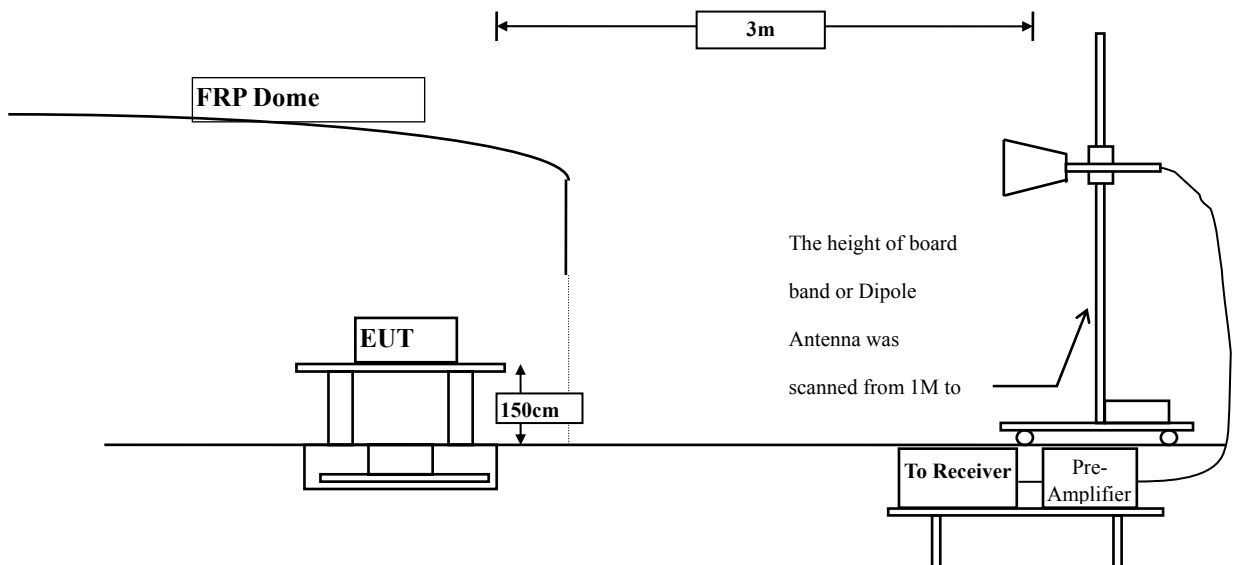 3m
FRP Dome
The height of board
band or Dipole
Antenna was
scanned from 1M to
EUT
150cm
To Receiver
Pre-
Amplifier